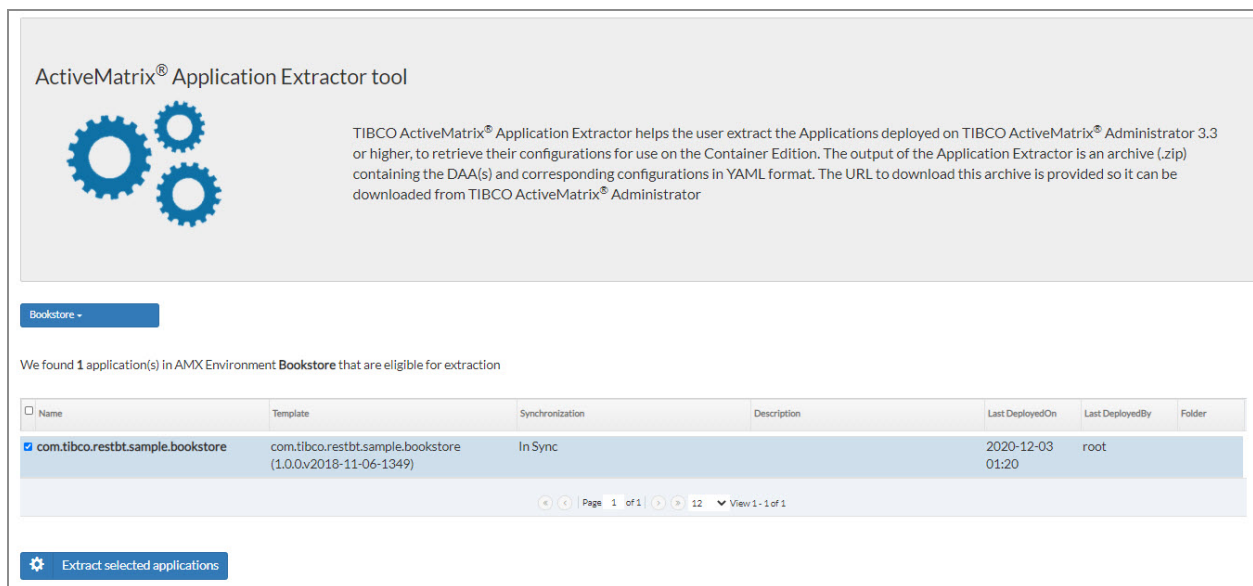 ActiveMatrix® Application Extractor tool
TIBCO ActiveMatrix® Application Extractor helps the user extract the Applications deployed on TIBCO ActiveMatrix® Administrator 3.3
or higher, to retrieve their configurations for use on the Container Edition. The output of the Application Extractor is an archive (.zip)
containing the DAA(s) and corresponding configurations in YAML format. The URL to download this archive is provided so it can be
downloaded from TIBCO ActiveMatrix® Administrator
Bookstore
We found 1 application(s) in AMX Environment Bookstore that are eligible for extraction
Name Template Synchronization Description Last DeployedOn Last DeployedBy Folder
com.tibco.restbt.sample.bookstore com.tibco.restbt.sample.bookstore In Sync 2020-12-03 root
(1.0.0.v2018-11-06-1349) 01:20
Page 1 of 1 12 View 1 - 1 of 1
Extract selected applications